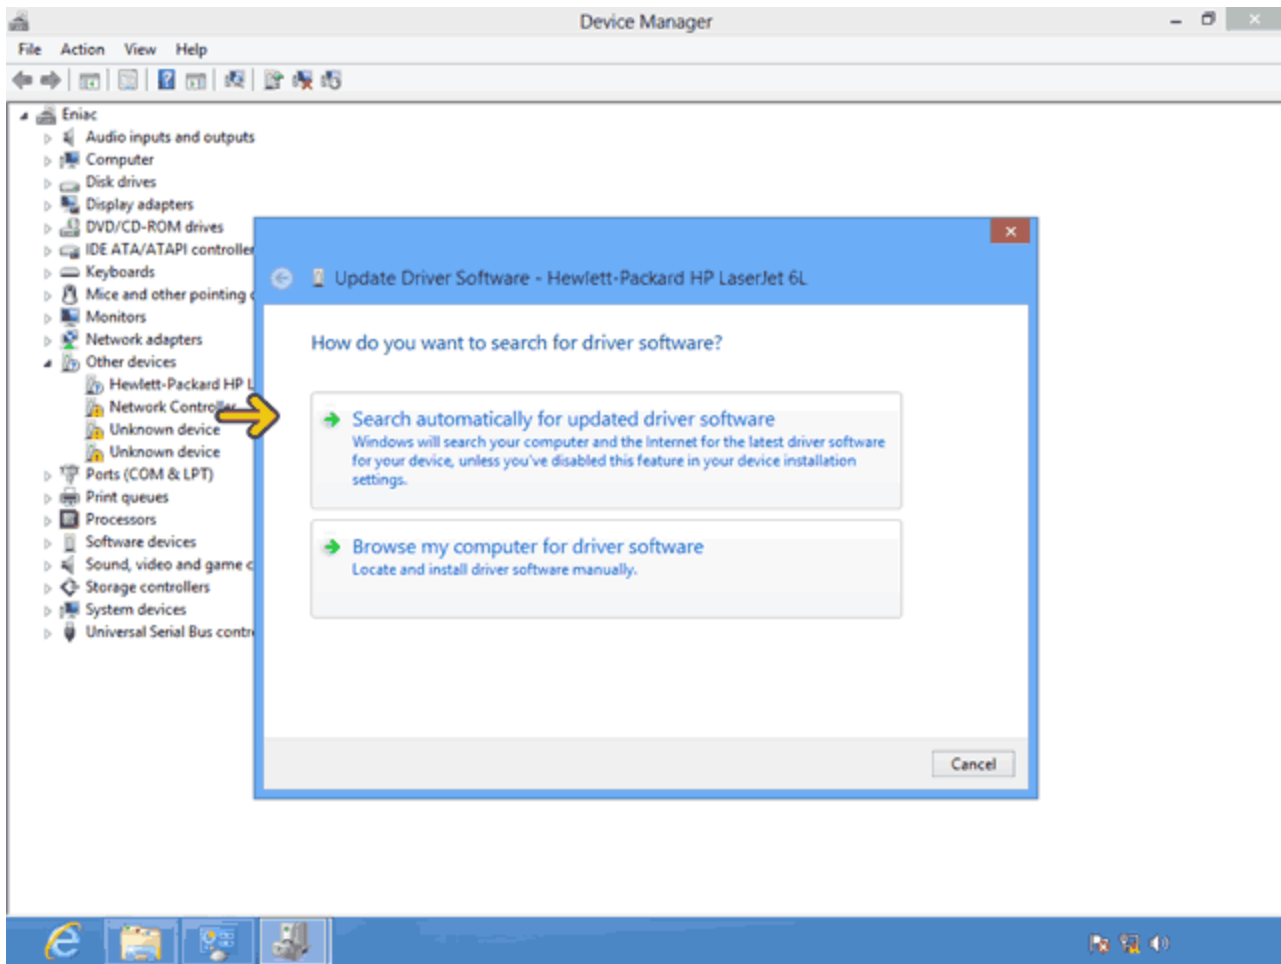 Device Manager
File Action View Help
Eniac
Audio inputs and outputs
Computer
Disk drives
Display adapters
DVD/CD-ROM drives
IDE ATA/ATAPI controller
Keyboards
Mice and other pointing
Monitors
Network adapters
Other devices
Hewlett-Packard HP L
Network Controller
Unknown device
Unknown device
Ports (COM & LPT)
Print queues
Processors
Software devices
Sound, video and game c
Storage controllers
System devices
Universal Serial Bus contr
Update Driver Software - Hewlett-Packard HP LaserJet 6L
How do you want to search for driver software?
Search automatically for updated driver software
Windows will search your computer and the Internet for the latest driver software
for your device, unless you've disabled this feature in your device installation
settings.
Browse my computer for driver software
Locate and install driver software manually.
Cancel